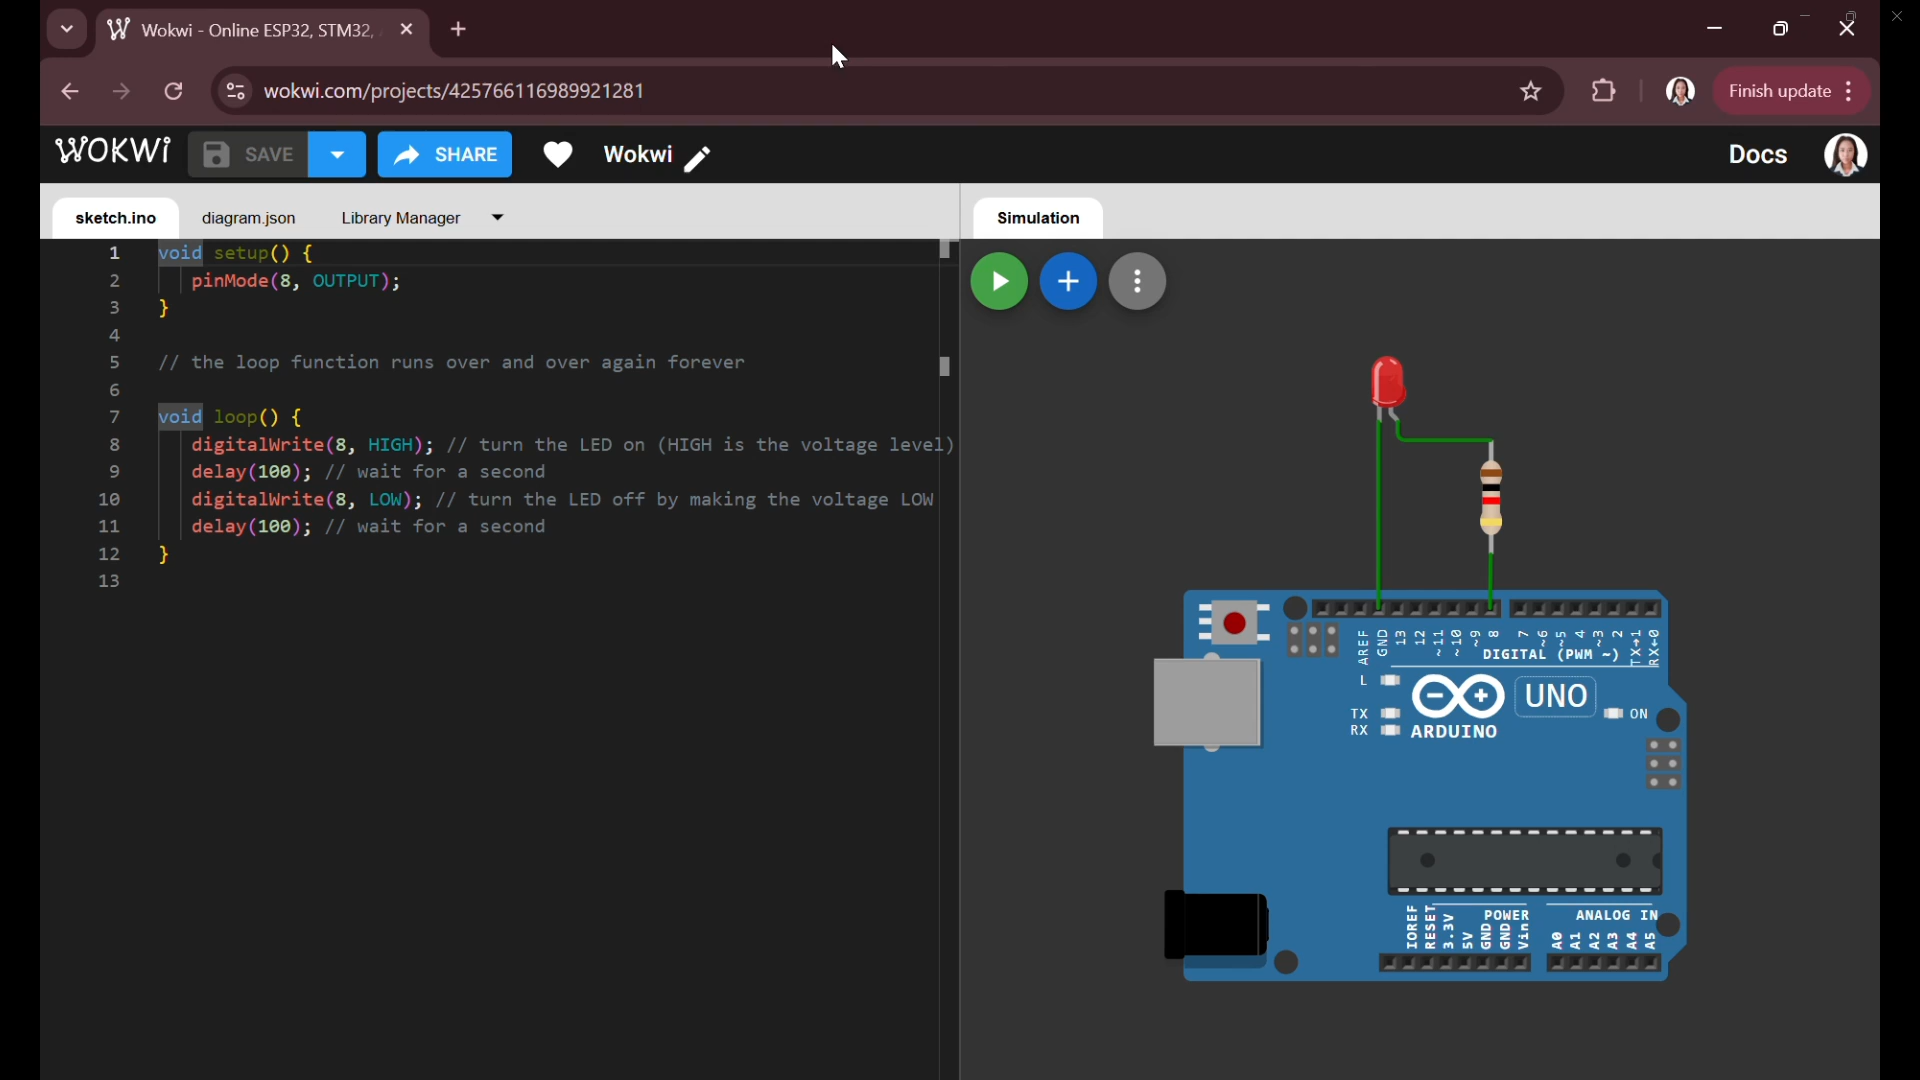 Wokwi - Online ESP32, STM32,
wokwi.com/projects/425766116989921281
Finish update
WOKWI
SAVE
SHARE
Wokwi
Docs
sketch.ino
diagram.json
Library Manager
Simulation
1 void setup() {
2 pinMode(8, OUTPUT);
3 }
4
5 // the loop function runs over and over again forever
6
7 void loop() {
8 digitalWrite(8, HIGH); // turn the LED on (HIGH is the voltage level)
9 delay(100); // wait for a second
10 digitalWrite(8, LOW); // turn the LED off by making the voltage LOW
11 delay(100); // wait for a second
12 }
13
AREF GND 13 12 ~11 ~10 ~9 8 7 ~6 ~5 4 ~3 2 TX→1 RX←0
DIGITAL (PWM ~)
L
TX
RX
UNO
ON
ARDUINO
POWER
ANALOG IN
IOREF RESET 3.3V 5V GND GND Vin A0 A1 A2 A3 A4 A5